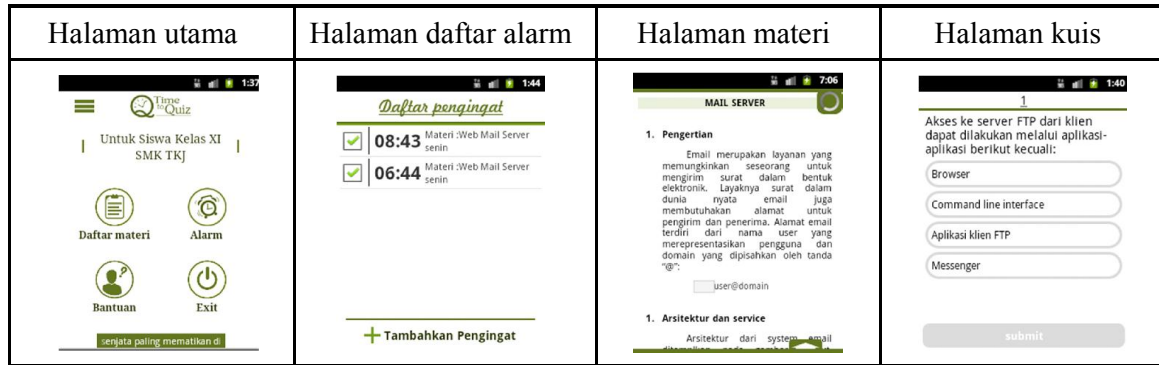 Halaman utama
Halaman daftar alarm
Halaman materi
Halaman kuis
1:37
Time
to Quiz
Untuk Siswa Kelas XI
SMK TKJ
Daftar materi
Alarm
Bantuan
Exit
senjata paling mematikan di
1:44
Daftar pengingat
08:43 Materi :Web Mail Server
senin
06:44 Materi :Web Mail Server
senin
Tambahkan Pengingat
7:06
MAIL SERVER
1. Pengertian
Email merupakan layanan yang
memungkinkan seseorang untuk
mengirim surat dalam bentuk
elektronik. Layaknya surat dalam
dunia nyata email juga
membutuhakan alamat untuk
pengirim dan penerima. Alamat email
terdiri dari nama user yang
merepresentasikan pengguna dan
domain yang dipisahkan oleh tanda
"@":
user@domain
1. Arsitektur dan service
Arsitektur dari system email
1:40
1
Akses ke server FTP dari klien
dapat dilakukan melalui aplikasi-
aplikasi berikut kecuali:
Browser
Command line interface
Aplikasi klien FTP
Messenger
submit